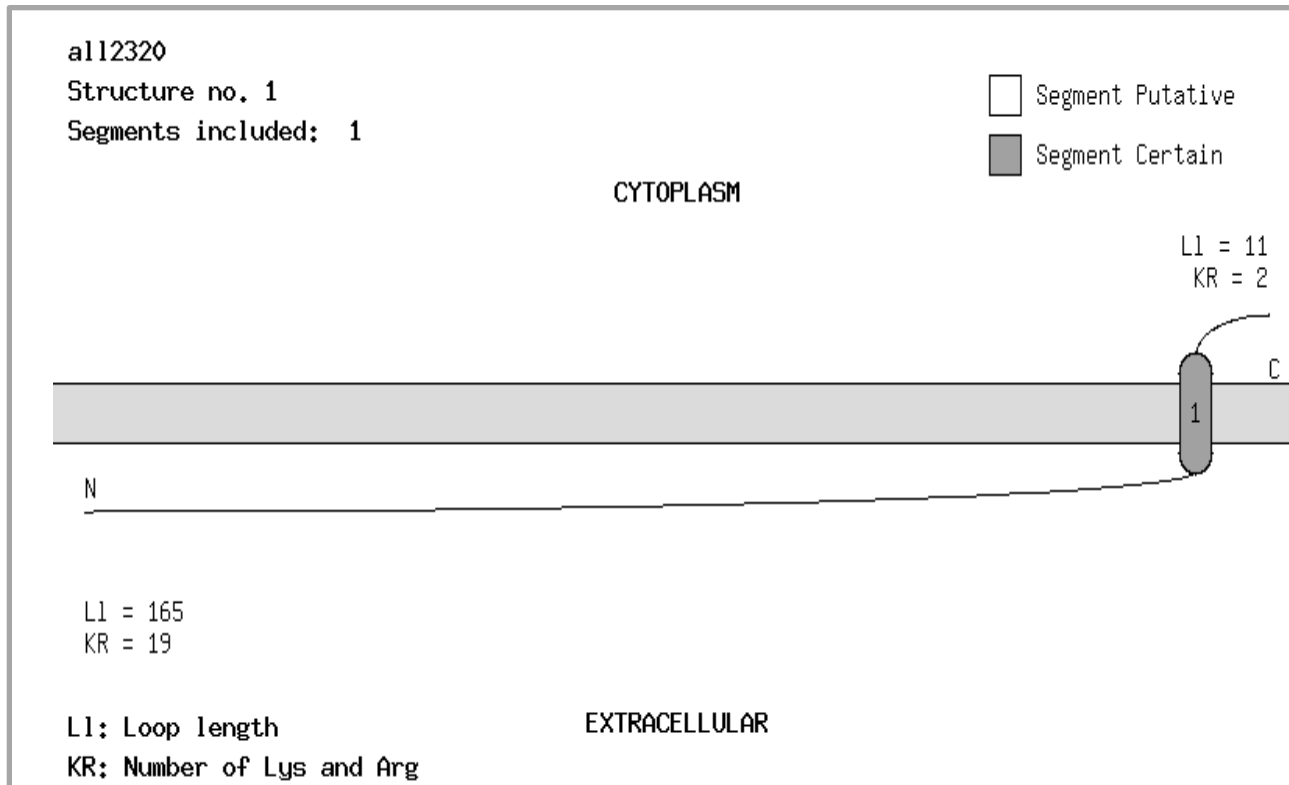 all2320
Structure no. 1
Segments included: 1
Segment Putative
Segment Certain
CYTOPLASM
Ll = 11
KR = 2
C
1
N
Ll = 165
KR = 19
Ll: Loop length
EXTRACELLULAR
KR: Number of Lys and Arg